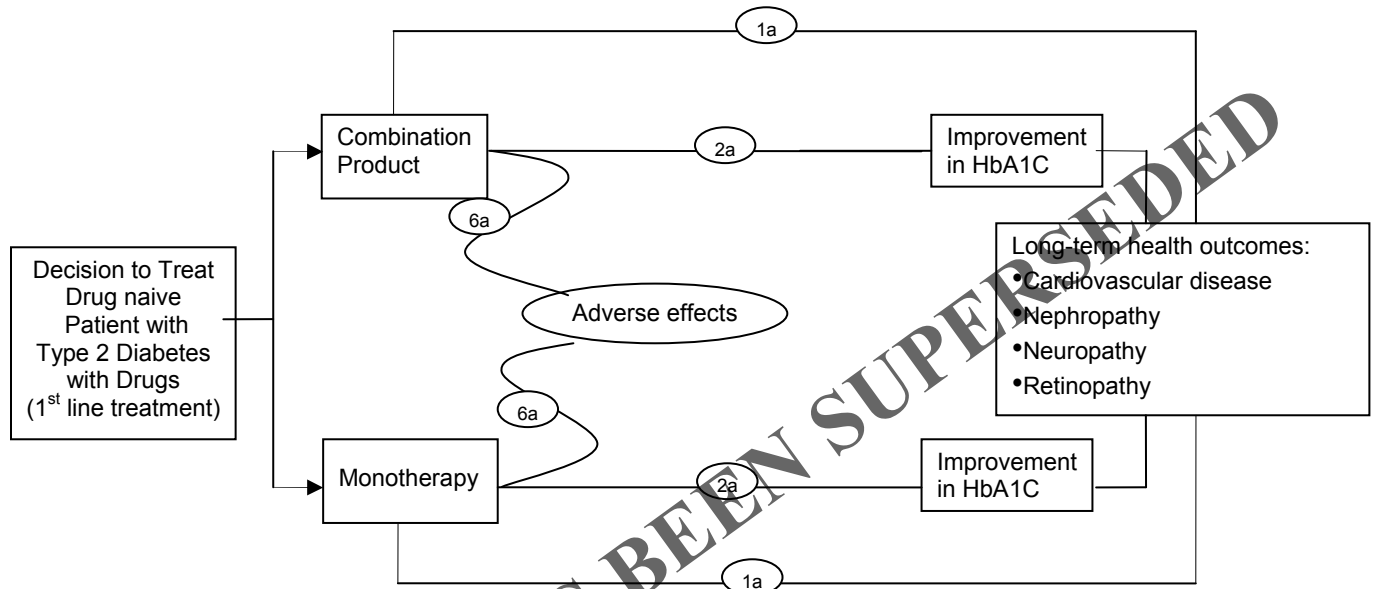 1a
Combination
Product
2a
Improvement
in HbA1C
6a
Decision to Treat
Drug naive
Patient with
Type 2 Diabetes
with Drugs
(1st line treatment)
Adverse effects
Long-term health outcomes:
•Cardiovascular disease
•Nephropathy
•Neuropathy
•Retinopathy
6a
Monotherapy
2a
Improvement
in HbA1C
1a
BEEN SUPERSEDED